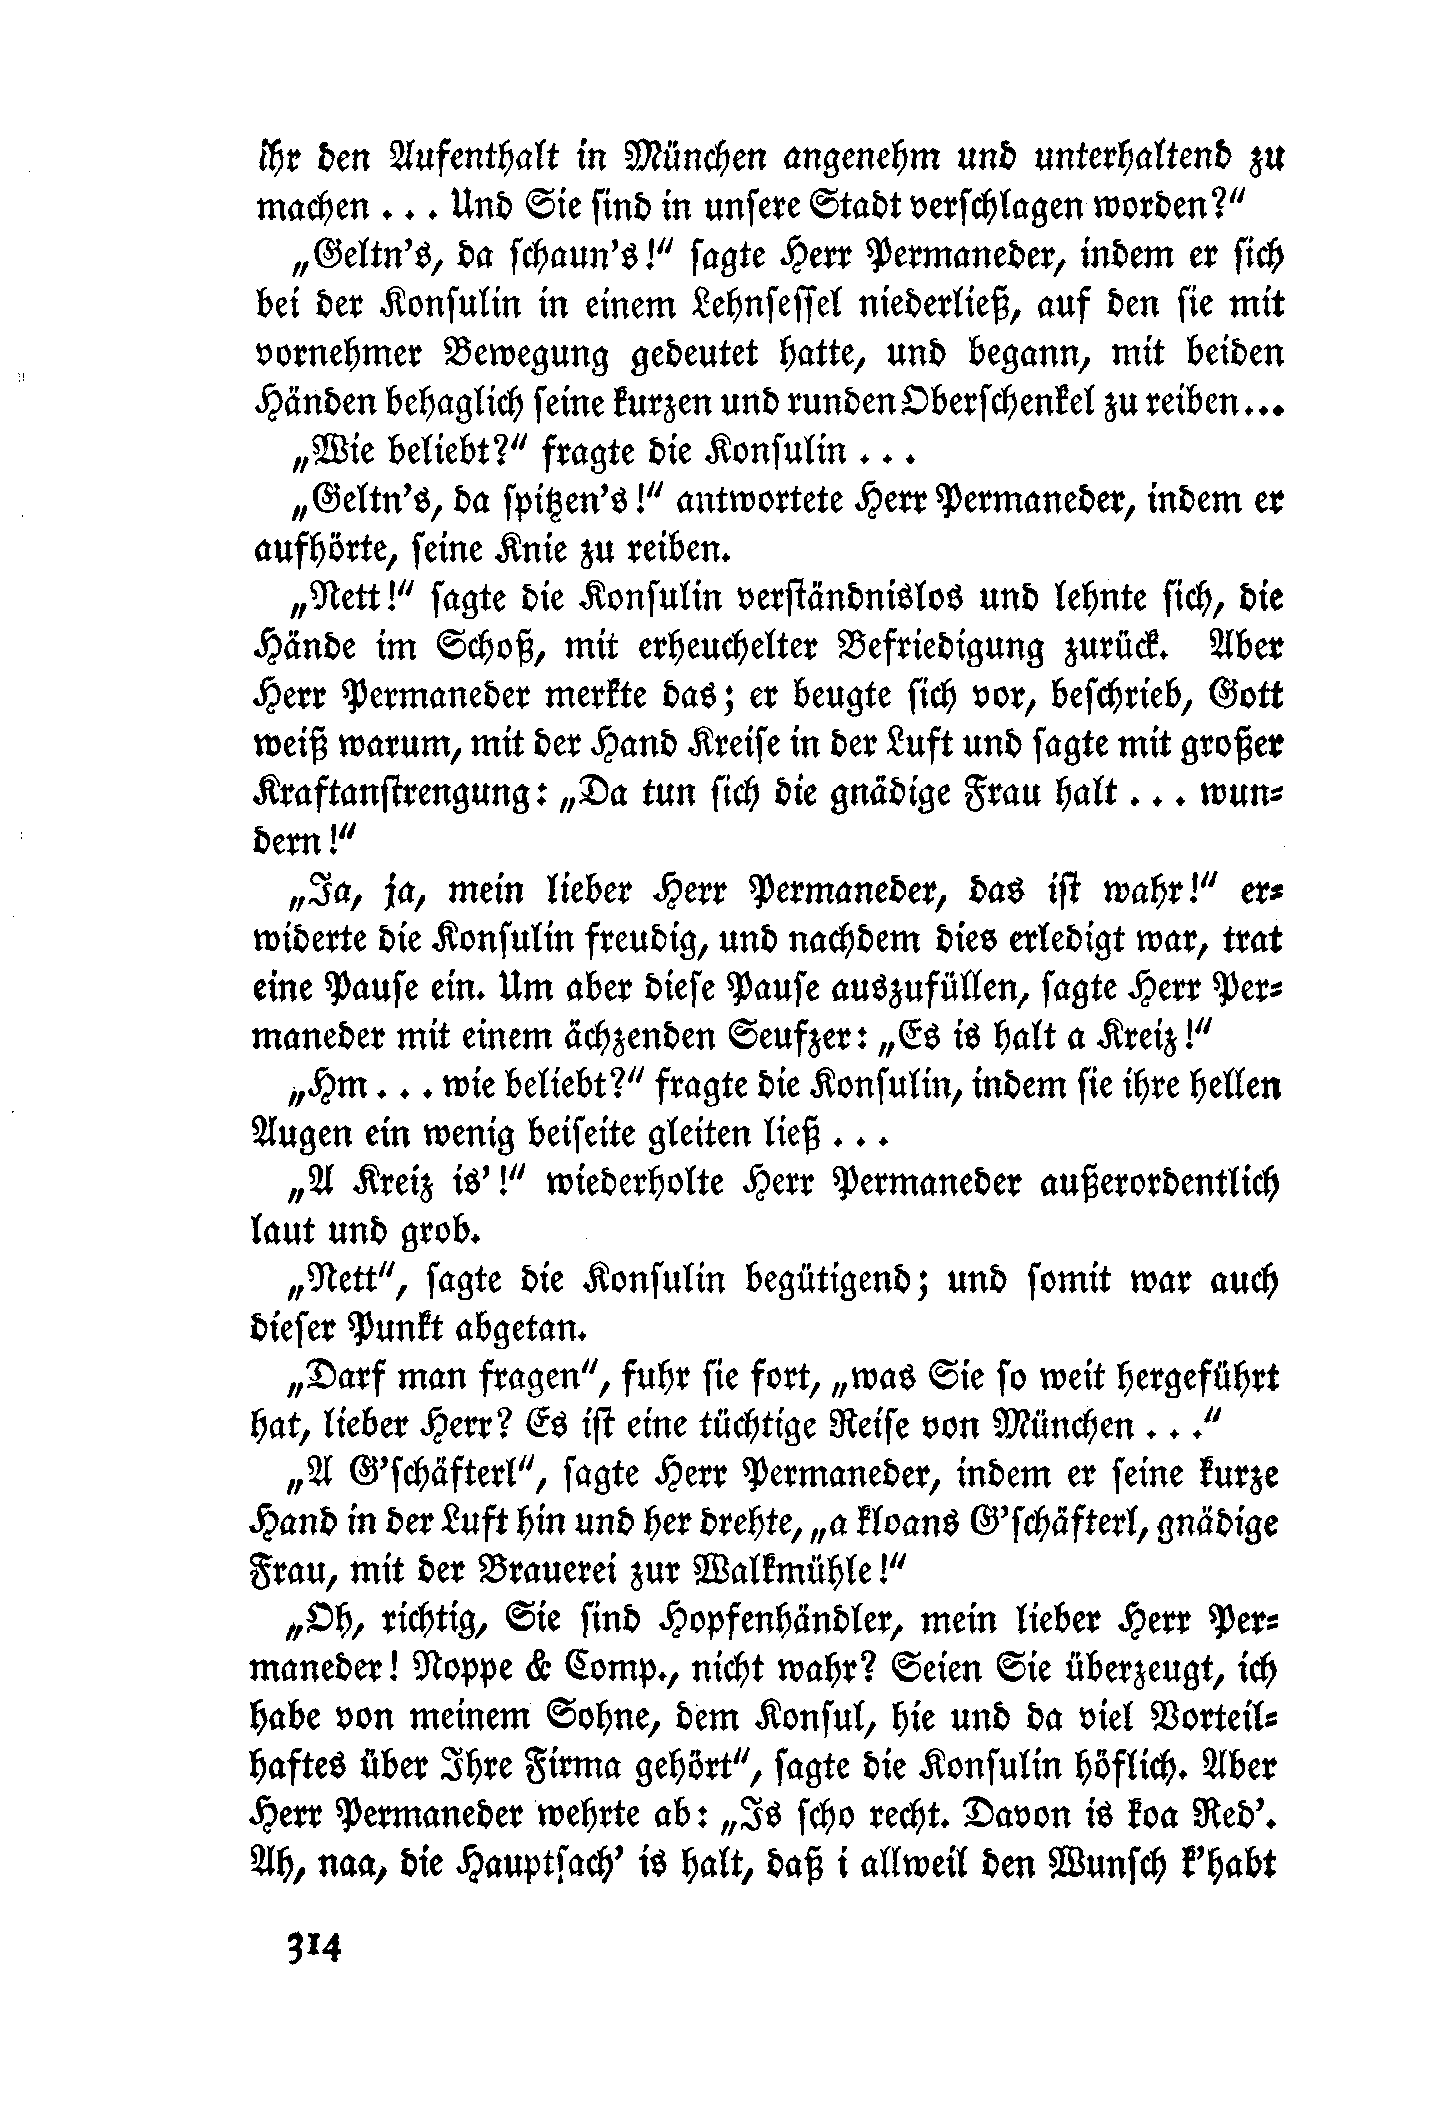 ihr den Aufenthalt in München angenehm und unterhaltend zu
machen . . . Und Sie sind in unsere Stadt verschlagen worden?“
„Geltn's, da schaun's!“ sagte Herr Permaneder, indem er sich
bei der Konsulin in einem Lehnsessel niederließ, auf den sie mit
vornehmer Bewegung gedeutet hatte, und begann, mit beiden
Händen behaglich seine kurzen und runden Oberschenkel zu reiben...
„Wie beliebt?“ fragte die Konsulin . . .
„Geltn's, da spitzen's!“ antwortete Herr Permaneder, indem er
aufhörte, seine Knie zu reiben.
„Nett!“ sagte die Konsulin verständnislos und lehnte sich, die
Hände im Schoß, mit erheuchelter Befriedigung zurück. Aber
Herr Permaneder merkte das; er beugte sich vor, beschrieb, Gott
weiß warum, mit der Hand Kreise in der Luft und sagte mit großer
Kraftanstrengung: „Da tun sich die gnädige Frau halt . . . wun-
dern!“
„Ja, ja, mein lieber Herr Permaneder, das ist wahr!“ er-
widerte die Konsulin freudig, und nachdem dies erledigt war, trat
eine Pause ein. Um aber diese Pause auszufüllen, sagte Herr Per-
maneder mit einem ächzenden Seufzer: „Es is halt a Kreiz!“
„Hm . . . wie beliebt?“ fragte die Konsulin, indem sie ihre hellen
Augen ein wenig beiseite gleiten ließ . . .
„A Kreiz is'!“ wiederholte Herr Permaneder außerordentlich
laut und grob.
„Nett“, sagte die Konsulin begütigend; und somit war auch
dieser Punkt abgetan.
„Darf man fragen“, fuhr sie fort, „was Sie so weit hergeführt
hat, lieber Herr? Es ist eine tüchtige Reise von München . . .“
„A G'schäfterl“, sagte Herr Permaneder, indem er seine kurze
Hand in der Luft hin und her drehte, „a kloans G'schäfterl, gnädige
Frau, mit der Brauerei zur Walkmühle!“
„Oh, richtig, Sie sind Hopfenhändler, mein lieber Herr Per-
maneder! Noppe & Comp., nicht wahr? Seien Sie überzeugt, ich
habe von meinem Sohne, dem Konsul, hie und da viel Vorteil-
haftes über Ihre Firma gehört“, sagte die Konsulin höflich. Aber
Herr Permaneder wehrte ab: „Is scho recht. Davon is koa Red'.
Ah, naa, die Hauptsach' is halt, daß i allweil den Wunsch k'habt
314